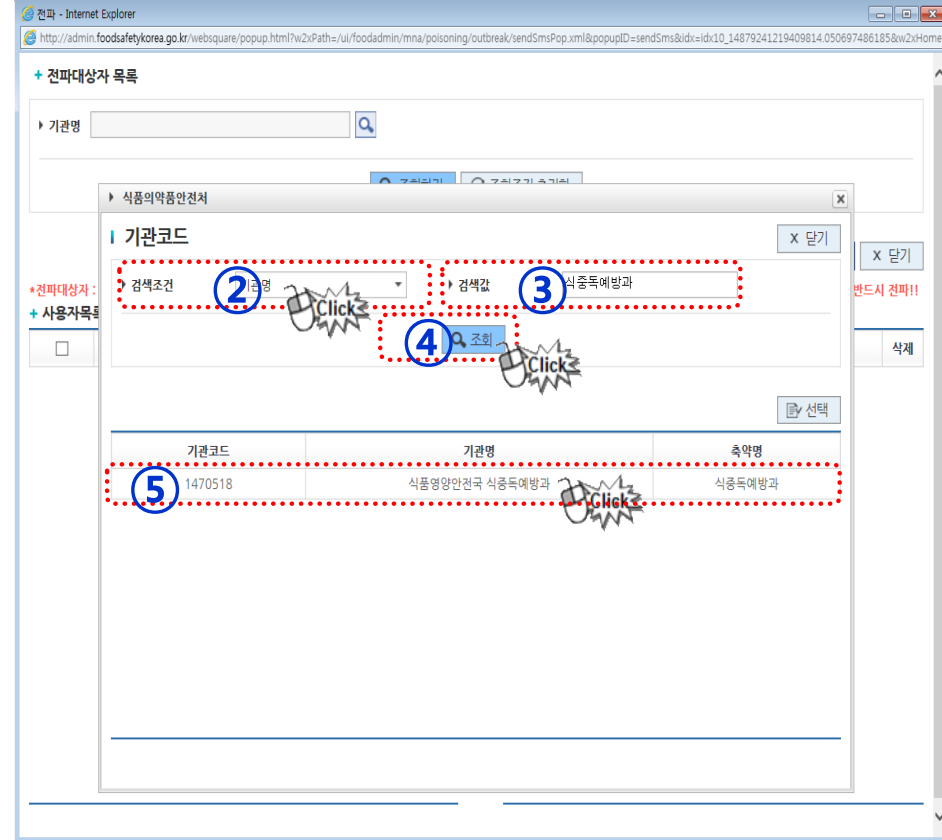 전파 - Internet Explorer
http://admin.foodsafetykorea.go.kr/websquare/popup.html?w2xPath=/ui/foodadmin/mna/poisoning/outbreak/sendSmsPop.xml&popupID=sendSms&idx=idx10_14879241219409814.050697486185&w2xHome
+ 전파대상자 목록
기관명
식품의약품안전처
기관코드
X 닫기
X 닫기
검색조건 ② 기관명 Click
검색값 ③ 식중독예방과
*전파대상자 :
반드시 전파!!
+ 사용자목록
④ 조회 Click
삭제
선택
기관코드 기관명 축약명
⑤ 1470518 식품영양안전국 식중독예방과 Click 식중독예방과